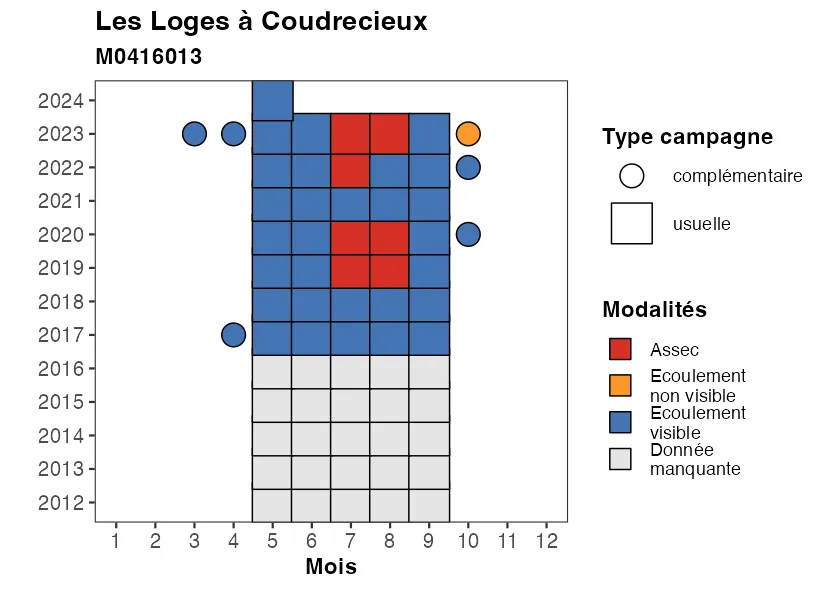 Les Loges à Coudrecieux
M0416013
2024
2023
2022
2021
2020
2019
2018
2017
2016
2015
2014
2013
2012
1 2 3 4 5 6 7 8 9 10 11 12
Mois
Type campagne
complémentaire
usuelle
Modalités
Assec
Ecoulement
non visible
Ecoulement
visible
Donnée
manquante